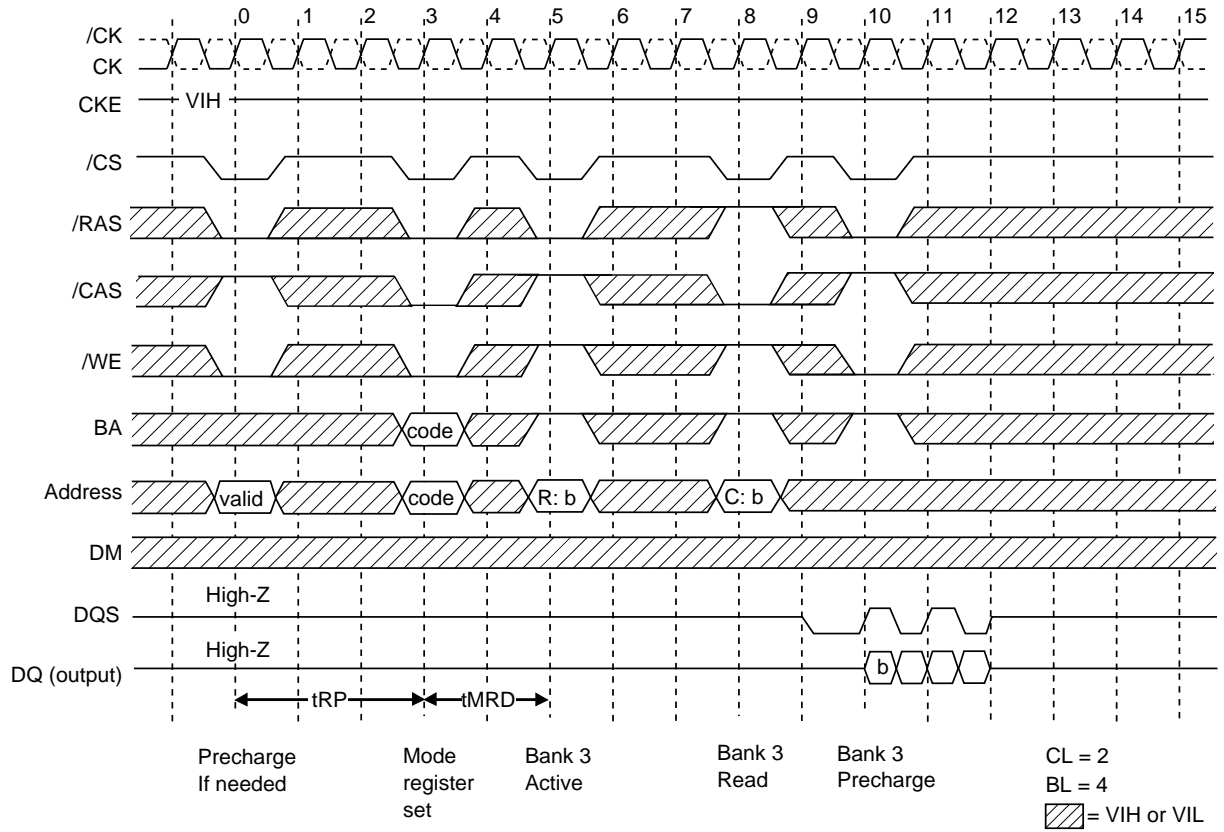 0 1 2 3 4 5 6 7 8 9 10 11 12 13 14 15
/CK
CK
CKE VIH
/CS
/RAS
/CAS
/WE
BA code
Address valid code R: b C: b
DM
High-Z
DQS
High-Z
DQ (output) b
tRP tMRD
Precharge If needed
Mode register set
Bank 3 Active
Bank 3 Read
Bank 3 Precharge
CL = 2
BL = 4
= VIH or VIL